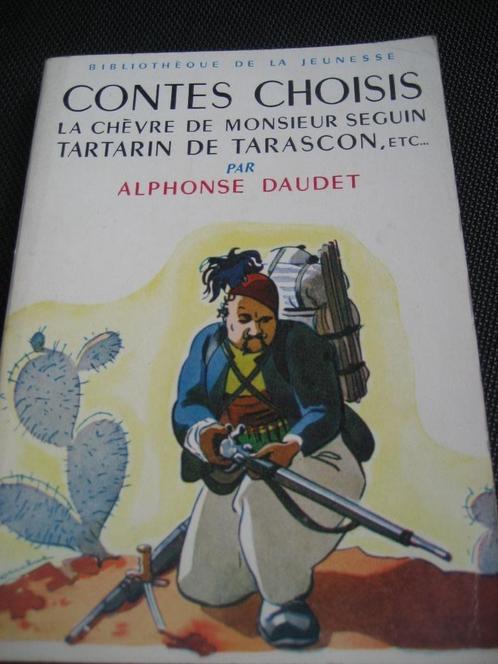 BIBLIOTHÈQUE DE LA JEUNESSE
CONTES CHOISIS
LA CHÈVRE DE MONSIEUR SEGUIN
TARTARIN DE TARASCON, ETC...
PAR
ALPHONSE DAUDET